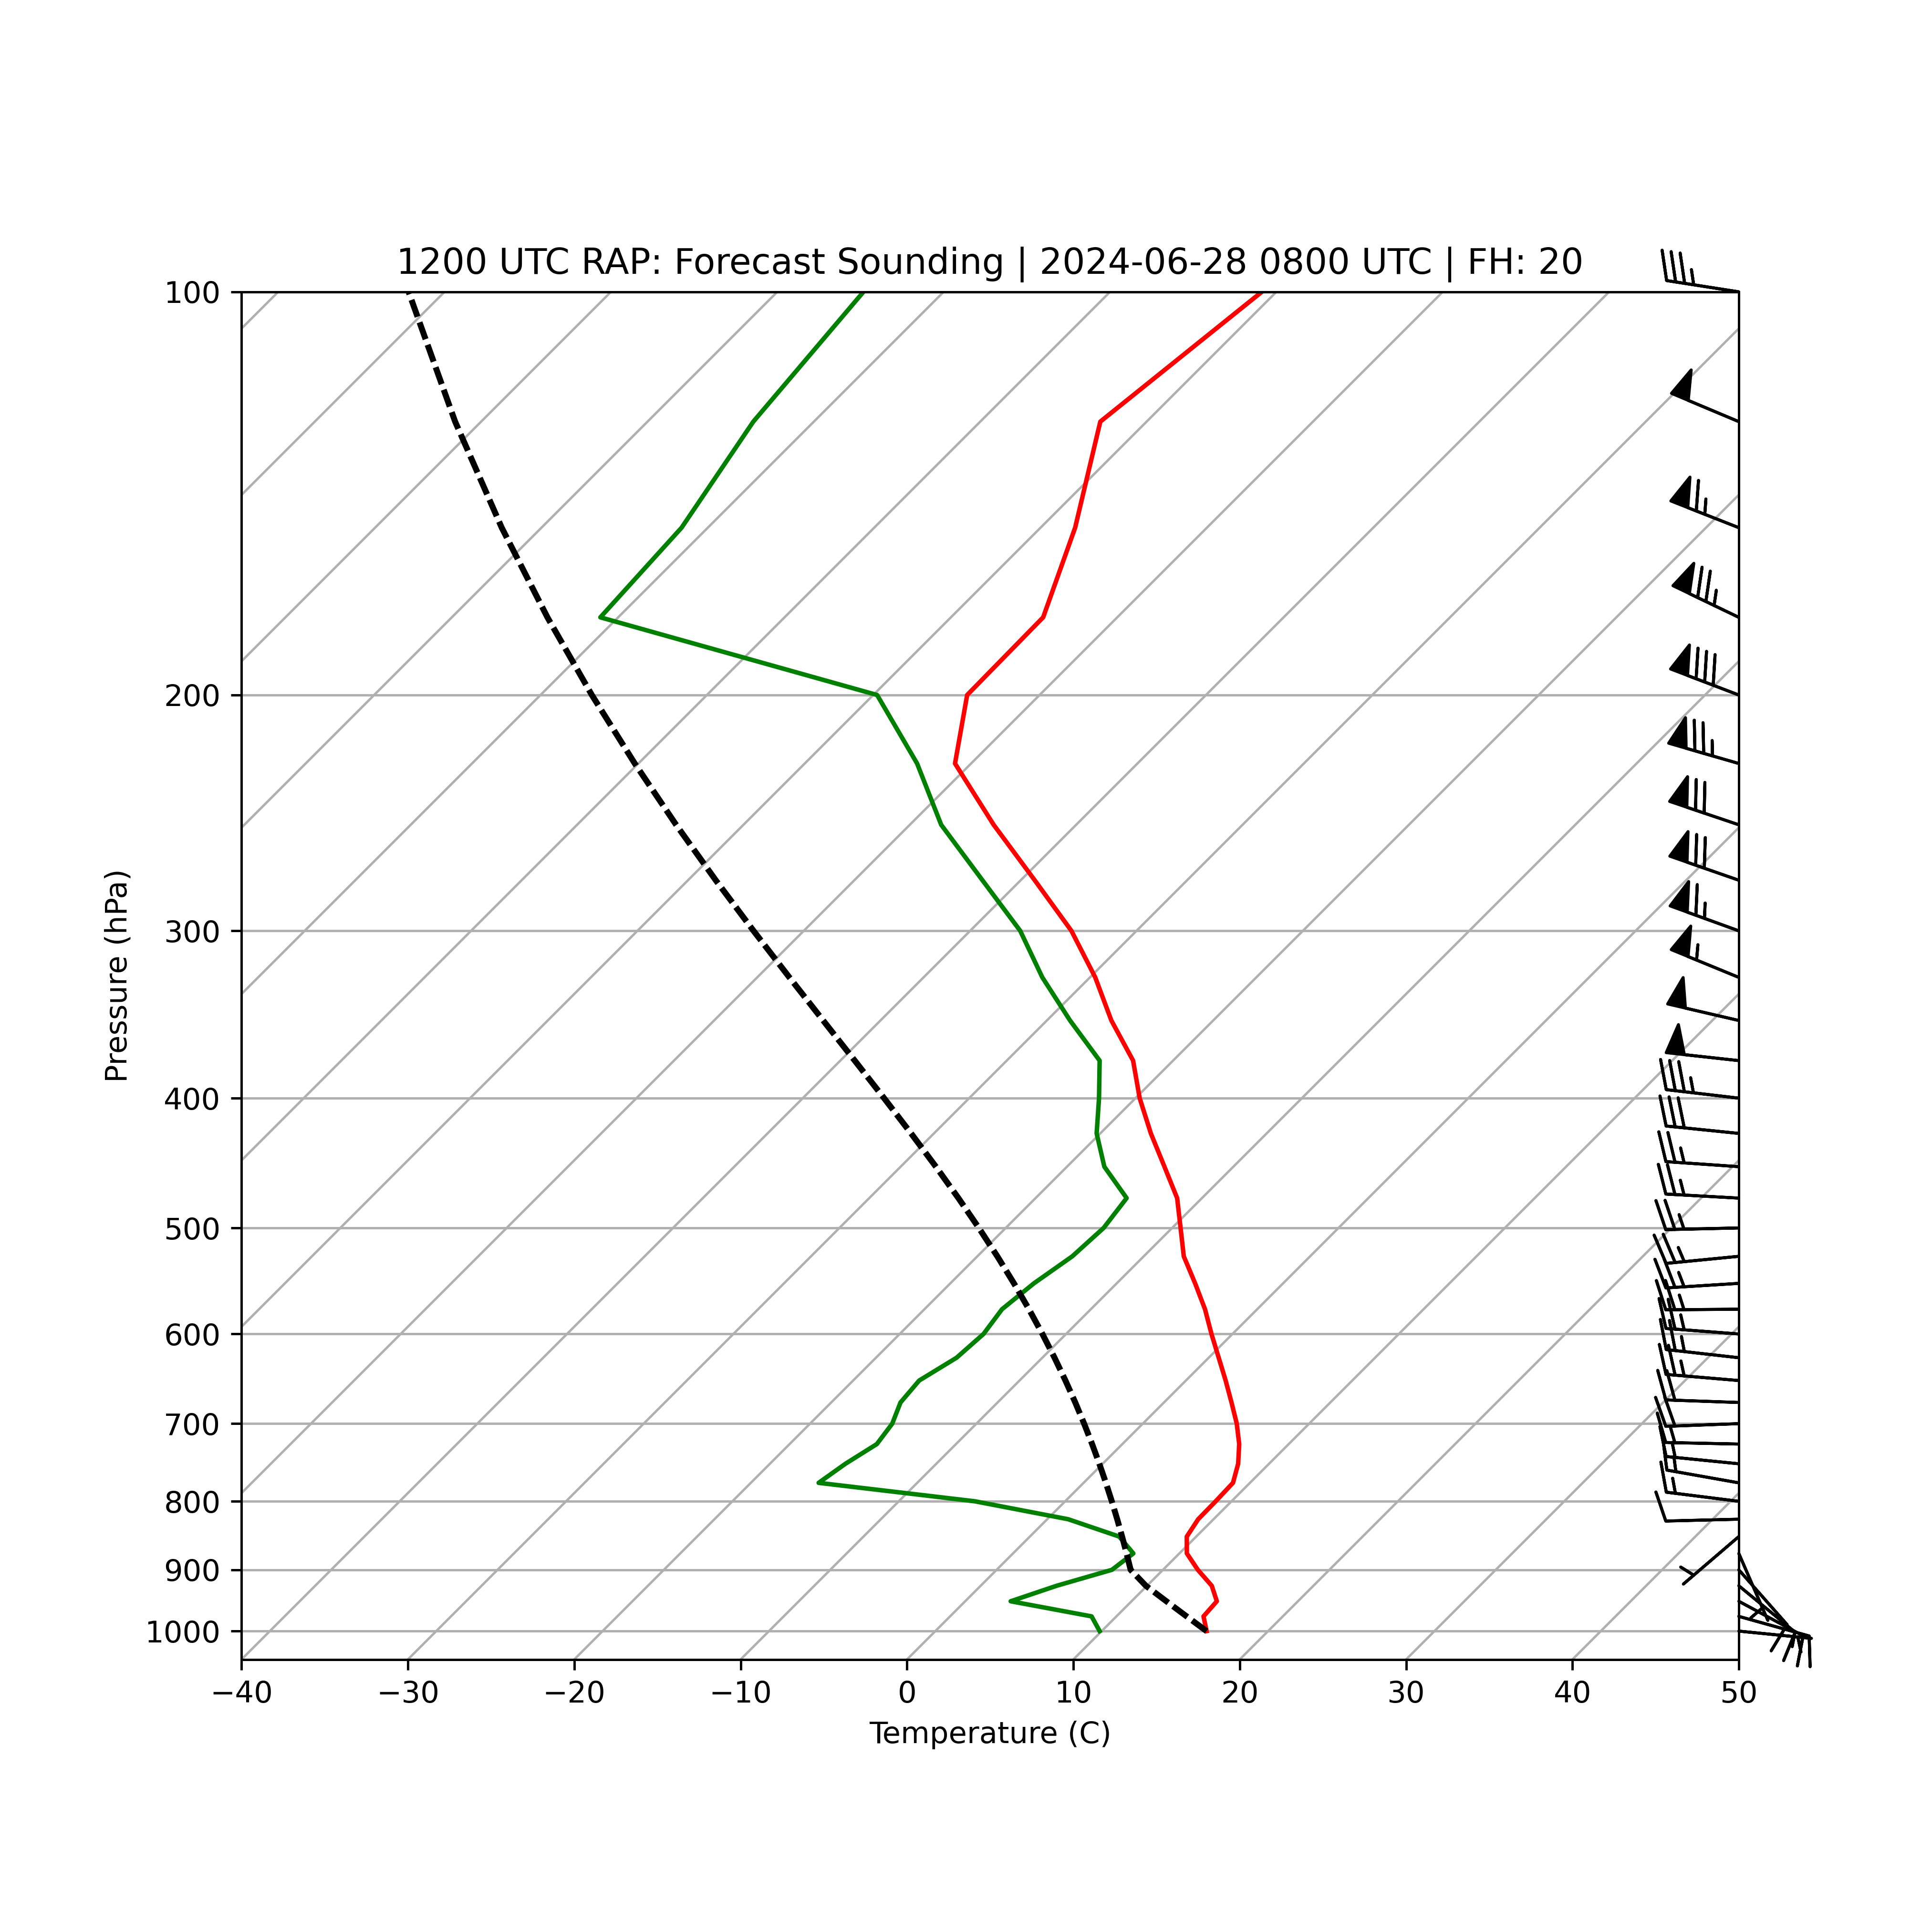 1200 UTC RAP: Forecast Sounding | 2024-06-28 0800 UTC | FH: 20
100
200
300
400
500
600
700
800
900
1000
Pressure (hPa)
−40 −30 −20 −10 0 10 20 30 40 50
Temperature (C)